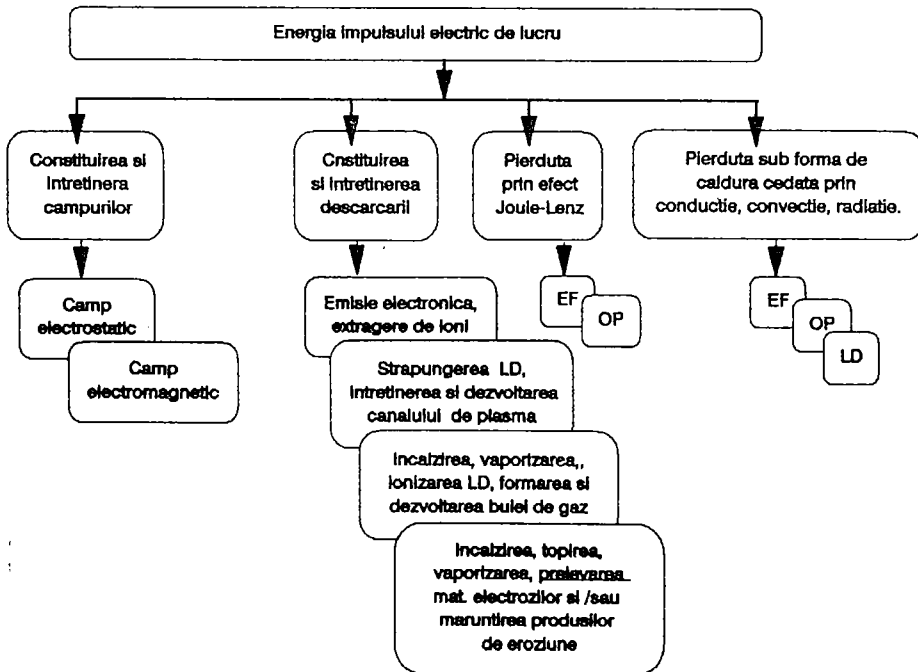 Energia impulsului electric de lucru
Constituirea si
intretinera
campurilor
Cnstituirea
si intretinerea
descarcarii
Pierduta
prin efect
Joule-Lenz
Pierduta sub forma de
caldura cedata prin
conductie, convectie, radiatie.
Camp
electrostatic
Camp
electromagnetic
Emisie electronica,
extragere de ioni
Strapungerea LD,
intretinerea si dezvoltarea
canalului de plasma
Incalzirea, vaporizarea,,
ionizarea LD, formarea si
dezvoltarea bulei de gaz
Incalzirea, topirea,
vaporizarea, prelevarea
mat. electrozilor si /sau
maruntirea produsilor
de eroziune
EF
OP
EF
OP
LD